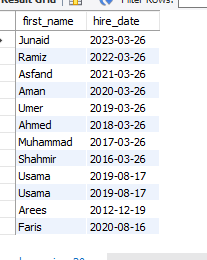 Result Grid Filter Rows:
first_name hire_date
Junaid 2023-03-26
Ramiz 2022-03-26
Asfand 2021-03-26
Aman 2020-03-26
Umer 2019-03-26
Ahmed 2018-03-26
Muhammad 2017-03-26
Shahmir 2016-03-26
Usama 2019-08-17
Usama 2019-08-17
Arees 2012-12-19
Faris 2020-08-16